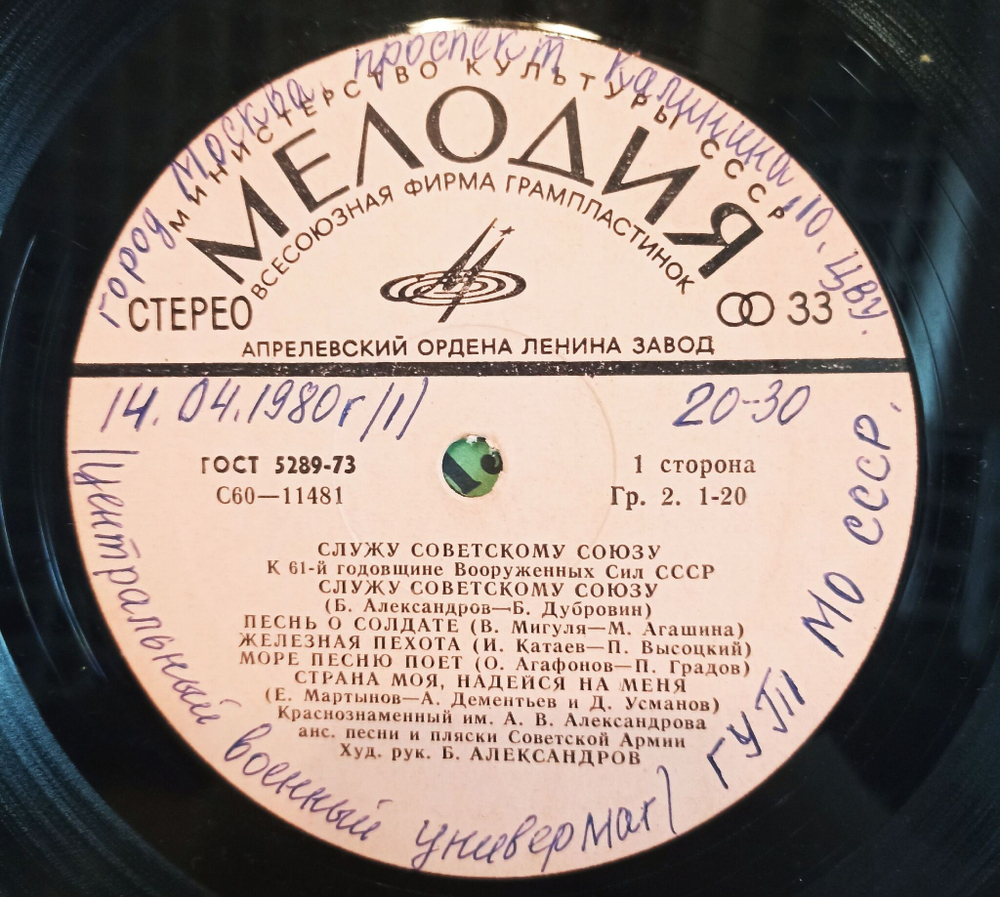 город Москва, проспект Калинина, 10. ЦВУ.
МИНИСТЕРСТВО КУЛЬТУРЫ СССР
МЕЛОДИЯ
ВСЕСОЮЗНАЯ ФИРМА ГРАМПЛАСТИНОК
СТЕРЕО
33
АПРЕЛЕВСКИЙ ОРДЕНА ЛЕНИНА ЗАВОД
14.04.1980г/1)
20-30
ГОСТ 5289-73
1 сторона
С60—11481
Гр. 2. 1-20
СЛУЖУ СОВЕТСКОМУ СОЮЗУ
К 61-й годовщине Вооруженных Сил СССР
СЛУЖУ СОВЕТСКОМУ СОЮЗУ
(Б. Александров—Б. Дубровин)
ПЕСНЬ О СОЛДАТЕ (В. Мигуля—М. Агашина)
ЖЕЛЕЗНАЯ ПЕХОТА (И. Катаев—П. Высоцкий)
МОРЕ ПЕСНЮ ПОЕТ (О. Агафонов—П. Градов)
СТРАНА МОЯ, НАДЕЙСЯ НА МЕНЯ
(Е. Мартынов—А. Дементьев и Д. Усманов)
Краснознаменный им. А. В. Александрова
анс. песни и пляски Советской Армии
Худ. рук. Б. АЛЕКСАНДРОВ
/Центральный военный универмаг/ ГУТ МО СССР.